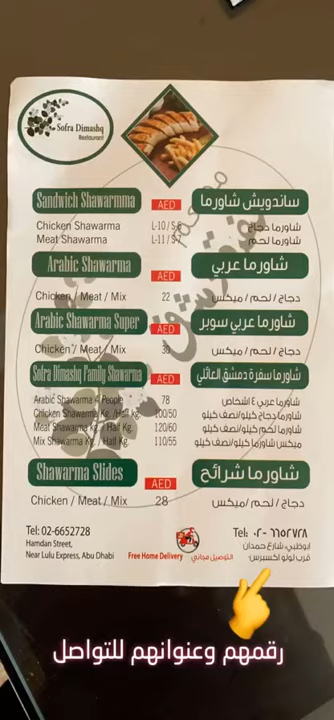 Sofra Dimashq
Restaurant
Sandwich Shawarmma AED ساندويش شاورما
Chicken Shawarma L-10 / S-6 شاورما دجاج
Meat Shawarma L-11 / S-7 شاورما لحم
Arabic Shawarma AED شاورما عربي
Chicken / Meat / Mix 22 دجاج / لحم / ميكس
Arabic Shawarma Super AED شاورما عربي سوبر
Chicken / Meat / Mix 30 دجاج / لحم / ميكس
Sofra Dimashq Family Shawarma AED شاورما سفرة دمشق العائلي
Arabic Shawarma 4 People 78 شاورما عربي ٤ اشخاص
Chicken Shawarma Kg. / Half kg. 100/50 شاورما دجاج كيلو/نصف كيلو
Meat Shawarma Kg. / Half Kg. 120/60 شاورما لحم كيلو/نصف كيلو
Mix Shawarma Kg. / Half Kg. 110/55 ميكس شاورما كيلو/نصف كيلو
Shawarma Slides AED شاورما شرائح
Chicken / Meat / Mix 28 دجاج / لحم / ميكس
Tel: 02-6652728 Tel: ٠٢-٦٦٥٢٧٢٨
Hamdan Street, ابوظبي، شارع حمدان
Near Lulu Express, Abu Dhabi Free Home Delivery التوصيل مجاني قرب لولو اكسبرس
رقمهم وعنوانهم للتواصل